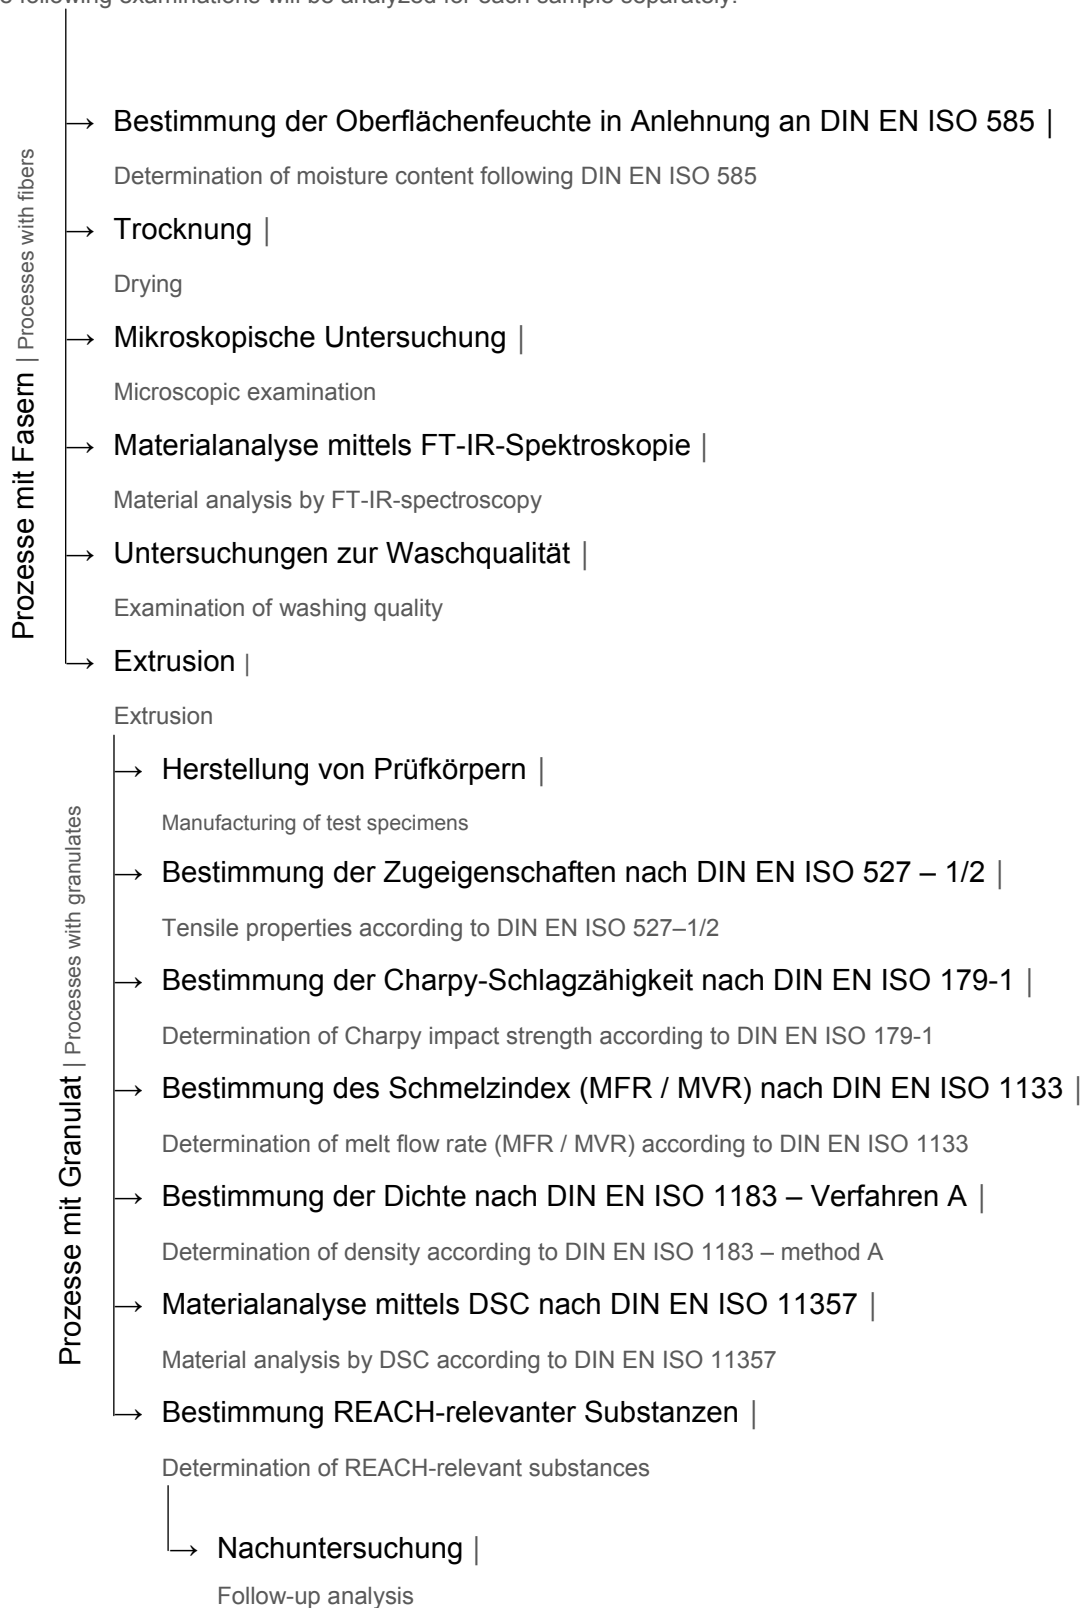 following examinations will be analyzed for each sample separately.
Prozesse mit Fasern | Processes with fibers
→ Bestimmung der Oberflächenfeuchte in Anlehnung an DIN EN ISO 585 |
Determination of moisture content following DIN EN ISO 585
→ Trocknung |
Drying
→ Mikroskopische Untersuchung |
Microscopic examination
→ Materialanalyse mittels FT-IR-Spektroskopie |
Material analysis by FT-IR-spectroscopy
→ Untersuchungen zur Waschqualität |
Examination of washing quality
→ Extrusion |
Extrusion
Prozesse mit Granulat | Processes with granulates
→ Herstellung von Prüfkörpern |
Manufacturing of test specimens
→ Bestimmung der Zugeigenschaften nach DIN EN ISO 527 – 1/2 |
Tensile properties according to DIN EN ISO 527–1/2
→ Bestimmung der Charpy-Schlagzähigkeit nach DIN EN ISO 179-1 |
Determination of Charpy impact strength according to DIN EN ISO 179-1
→ Bestimmung des Schmelzindex (MFR / MVR) nach DIN EN ISO 1133 |
Determination of melt flow rate (MFR / MVR) according to DIN EN ISO 1133
→ Bestimmung der Dichte nach DIN EN ISO 1183 – Verfahren A |
Determination of density according to DIN EN ISO 1183 – method A
→ Materialanalyse mittels DSC nach DIN EN ISO 11357 |
Material analysis by DSC according to DIN EN ISO 11357
→ Bestimmung REACH-relevanter Substanzen |
Determination of REACH-relevant substances
→ Nachuntersuchung |
Follow-up analysis